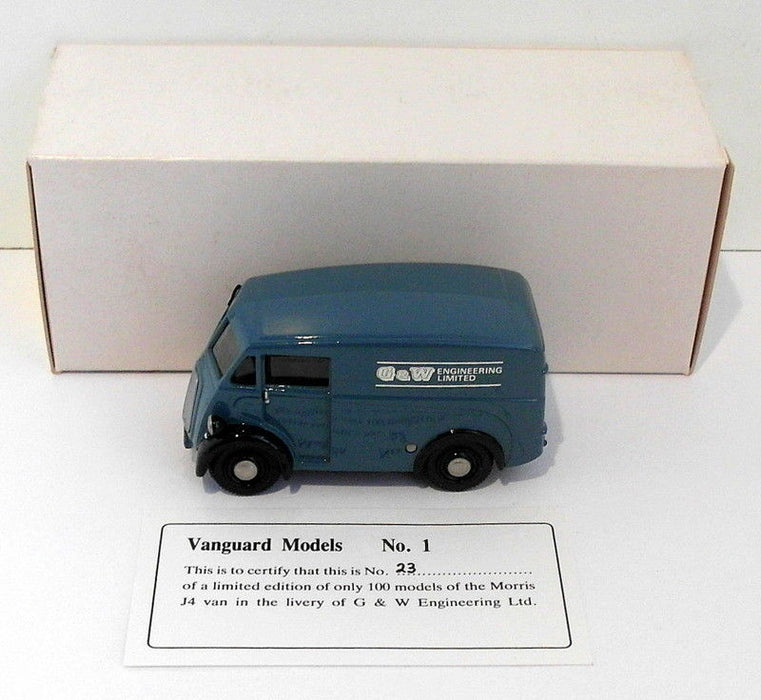 G&W ENGINEERING
LIMITED
Vanguard Models No. 1
This is to certify that this is No. 23
of a limited edition of only 100 models of the Morris
J4 van in the livery of G & W Engineering Ltd.